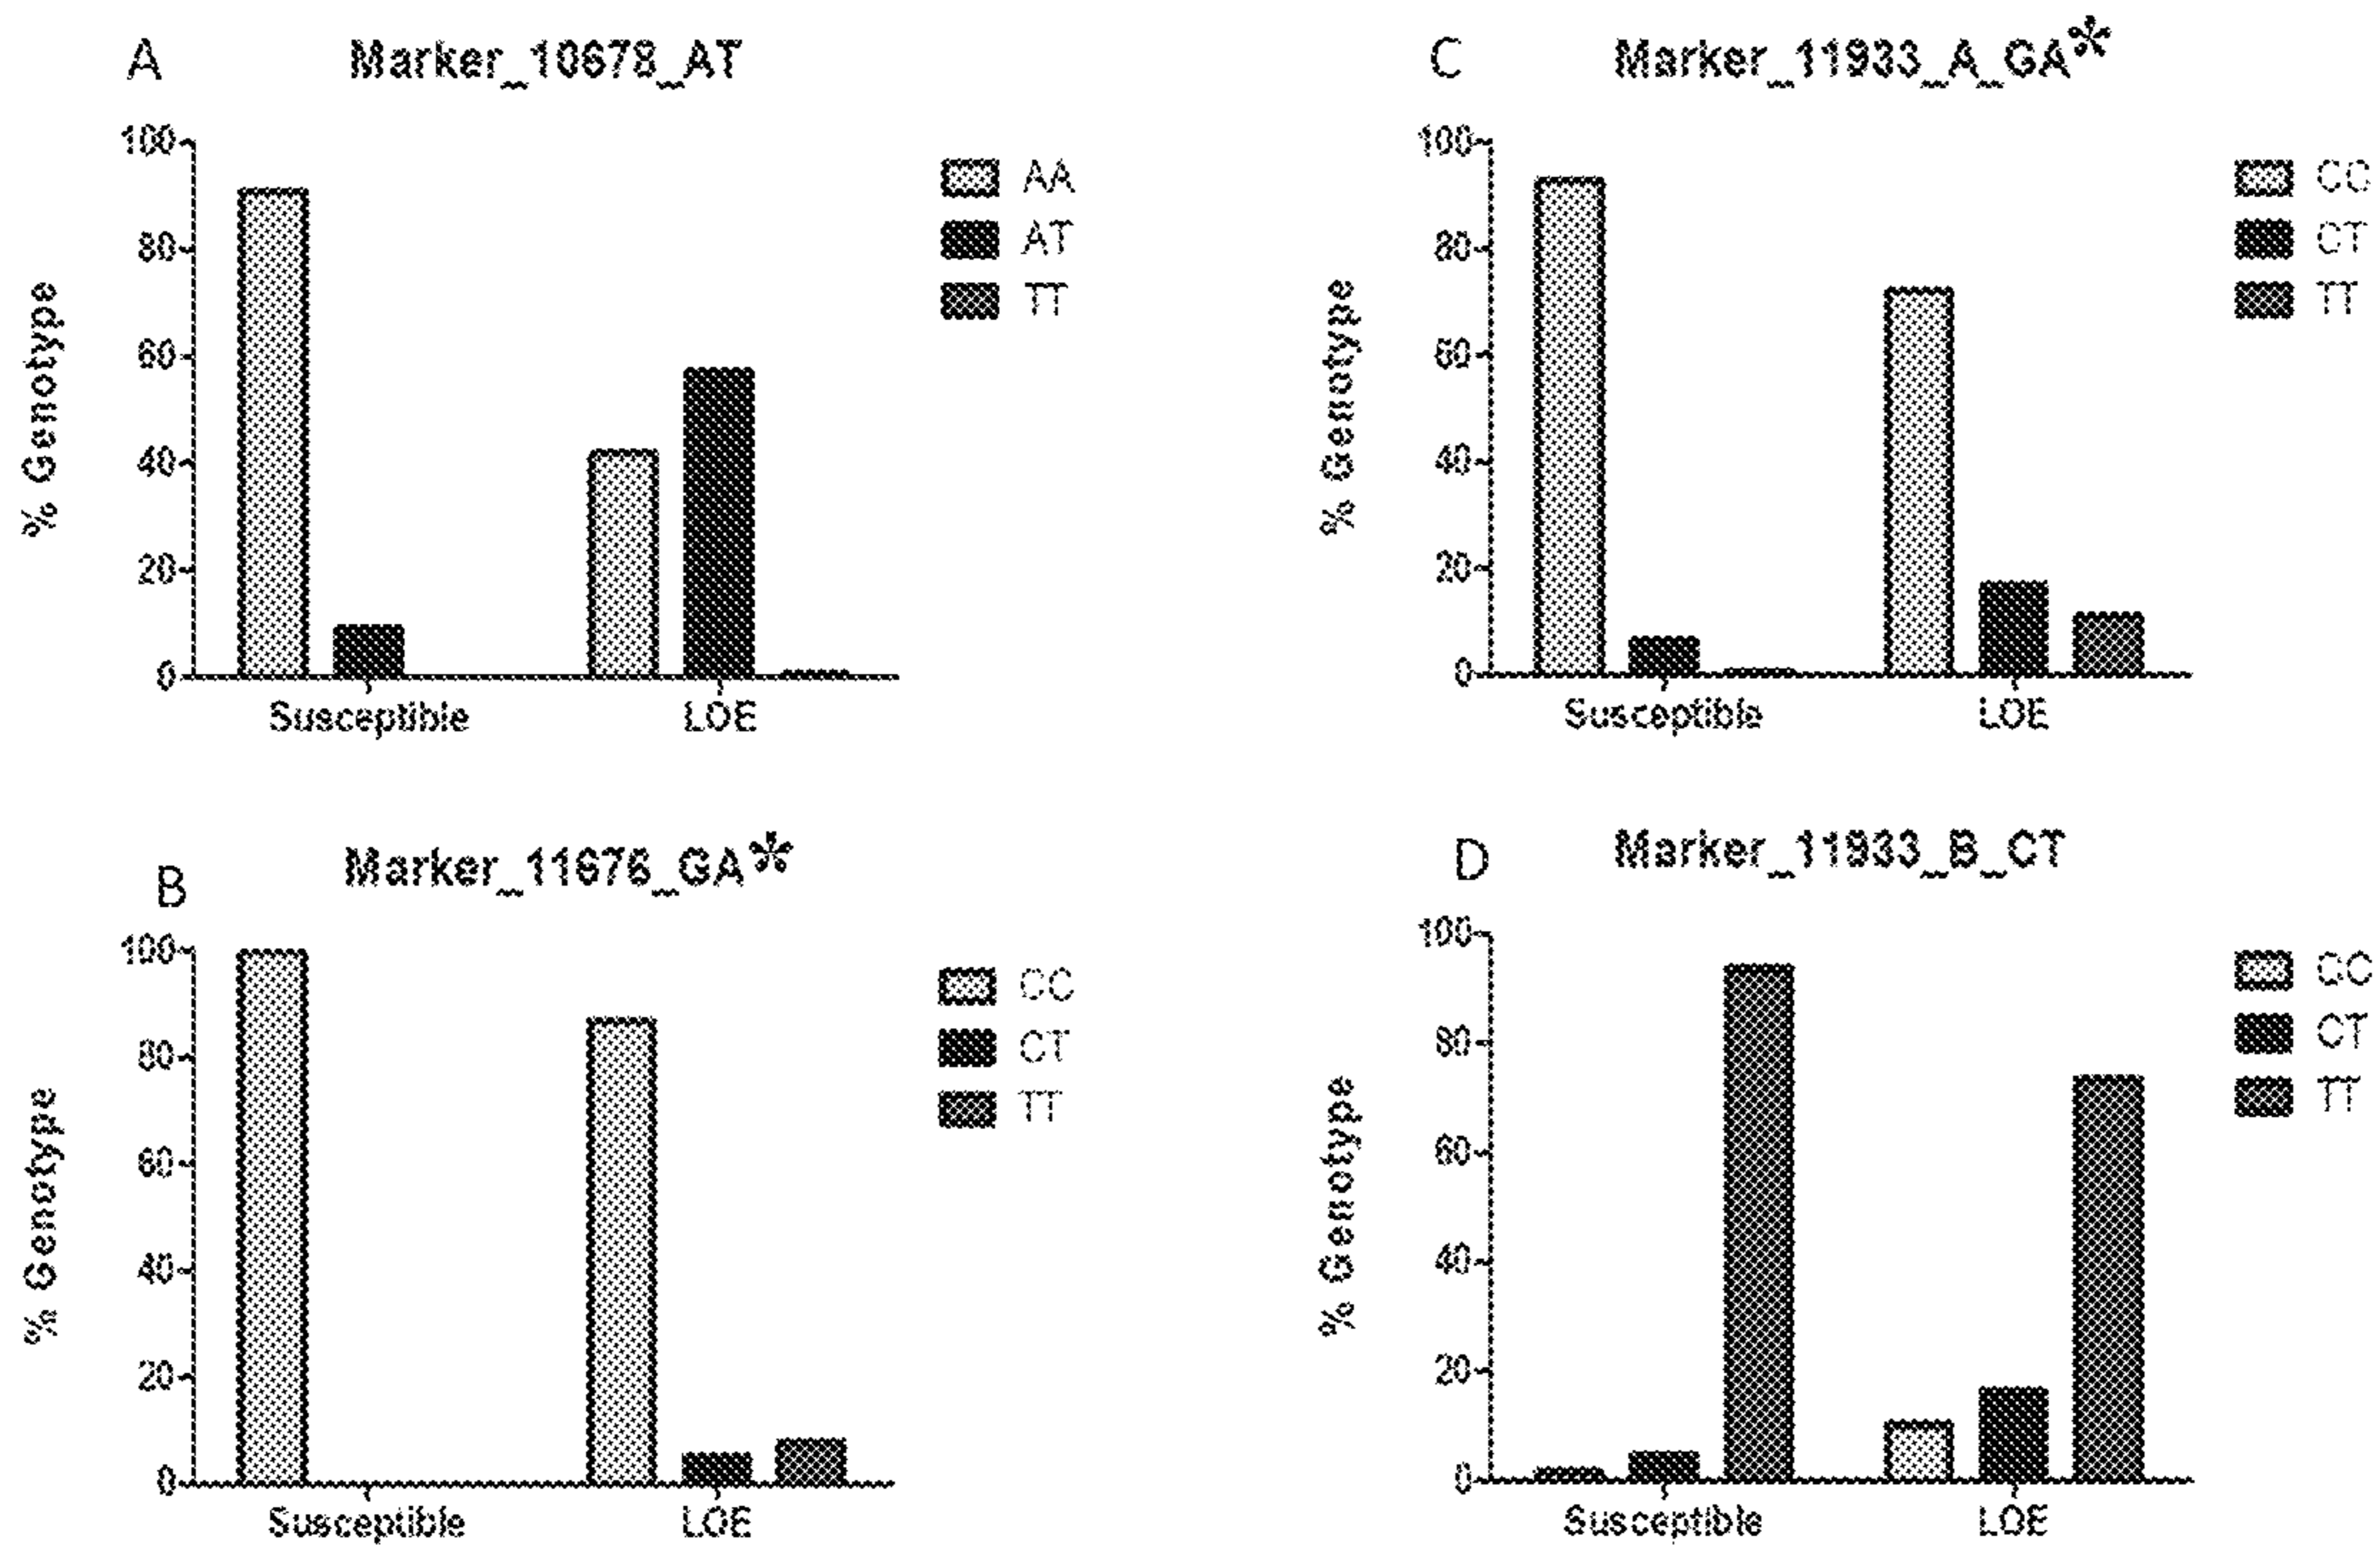 A
Marker_10678_AT
100
80
60
40
20
0
% Genotype
Susceptible
LOE
AA
AT
TT
C
Marker_11933_A_GA*
100
80
60
40
20
0
% Genotype
Susceptible
LOE
CC
CT
TT
B
Marker_11676_GA*
100
80
60
40
20
0
% Genotype
Susceptible
LOE
CC
CT
TT
D
Marker_11933_B_CT
100
80
60
40
20
0
% Genotype
Susceptible
LOE
CC
CT
TT